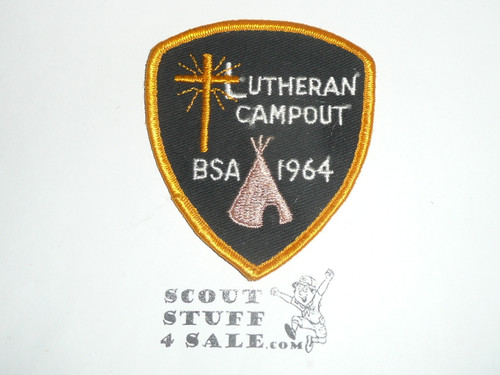 LUTHERAN
CAMPOUT
BSA 1964
SCOUT
STUFF
4 SALE.com